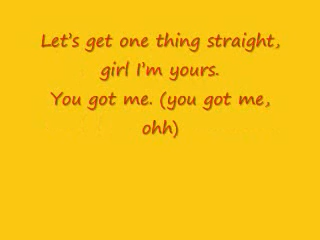 Let's get one thing straight,
girl I'm yours.
You got me. (you got me,
ohh)